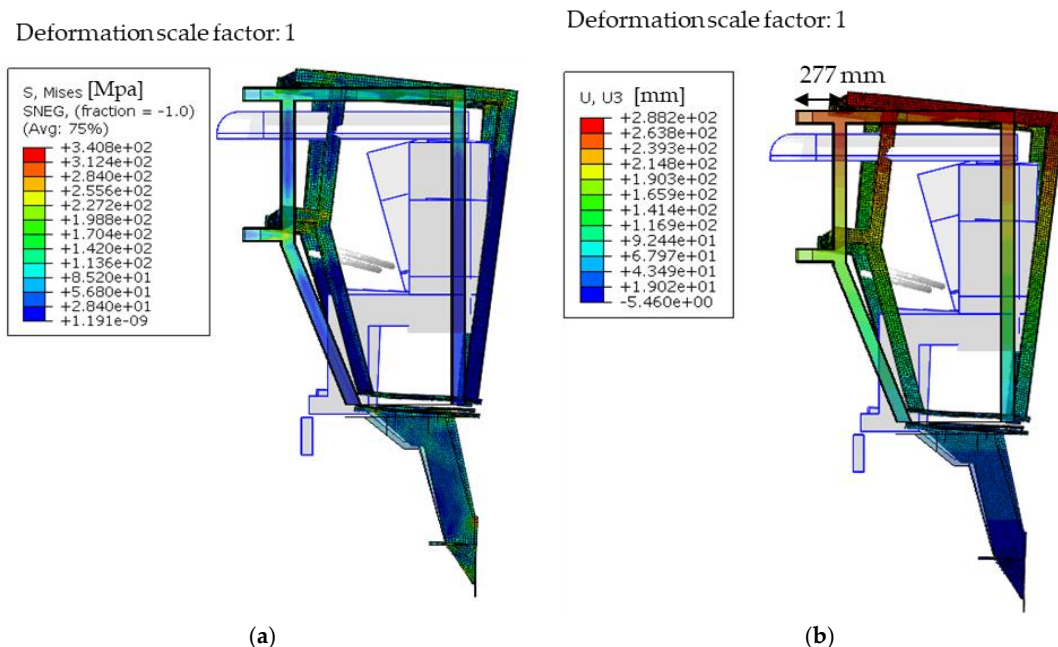 Deformation scale factor: 1
S, Mises [Mpa]
SNEG, (fraction = -1.0)
(Avg: 75%)
+3.408e+02
+3.124e+02
+2.840e+02
+2.556e+02
+2.272e+02
+1.988e+02
+1.704e+02
+1.420e+02
+1.136e+02
+8.520e+01
+5.680e+01
+2.840e+01
+1.191e-09
(a)
Deformation scale factor: 1
277 mm
U, U3 [mm]
+2.882e+02
+2.638e+02
+2.393e+02
+2.148e+02
+1.903e+02
+1.659e+02
+1.414e+02
+1.169e+02
+9.244e+01
+6.797e+01
+4.349e+01
+1.902e+01
-5.460e+00
(b)